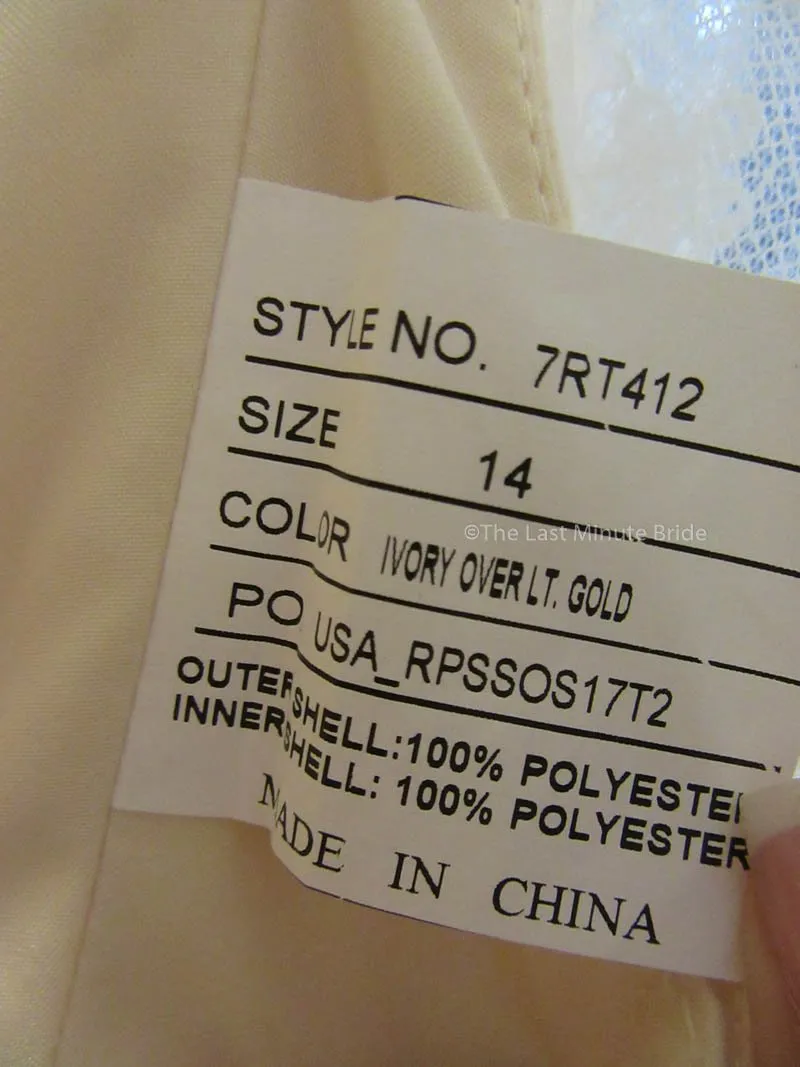 STYLE NO. 7RT412
SIZE 14
COLOR IVORY OVER LT. GOLD
©The Last Minute Bride
PO USA_RPSSOS17T2
OUTERSHELL:100% POLYESTER
INNERSHELL: 100% POLYESTER
MADE IN CHINA